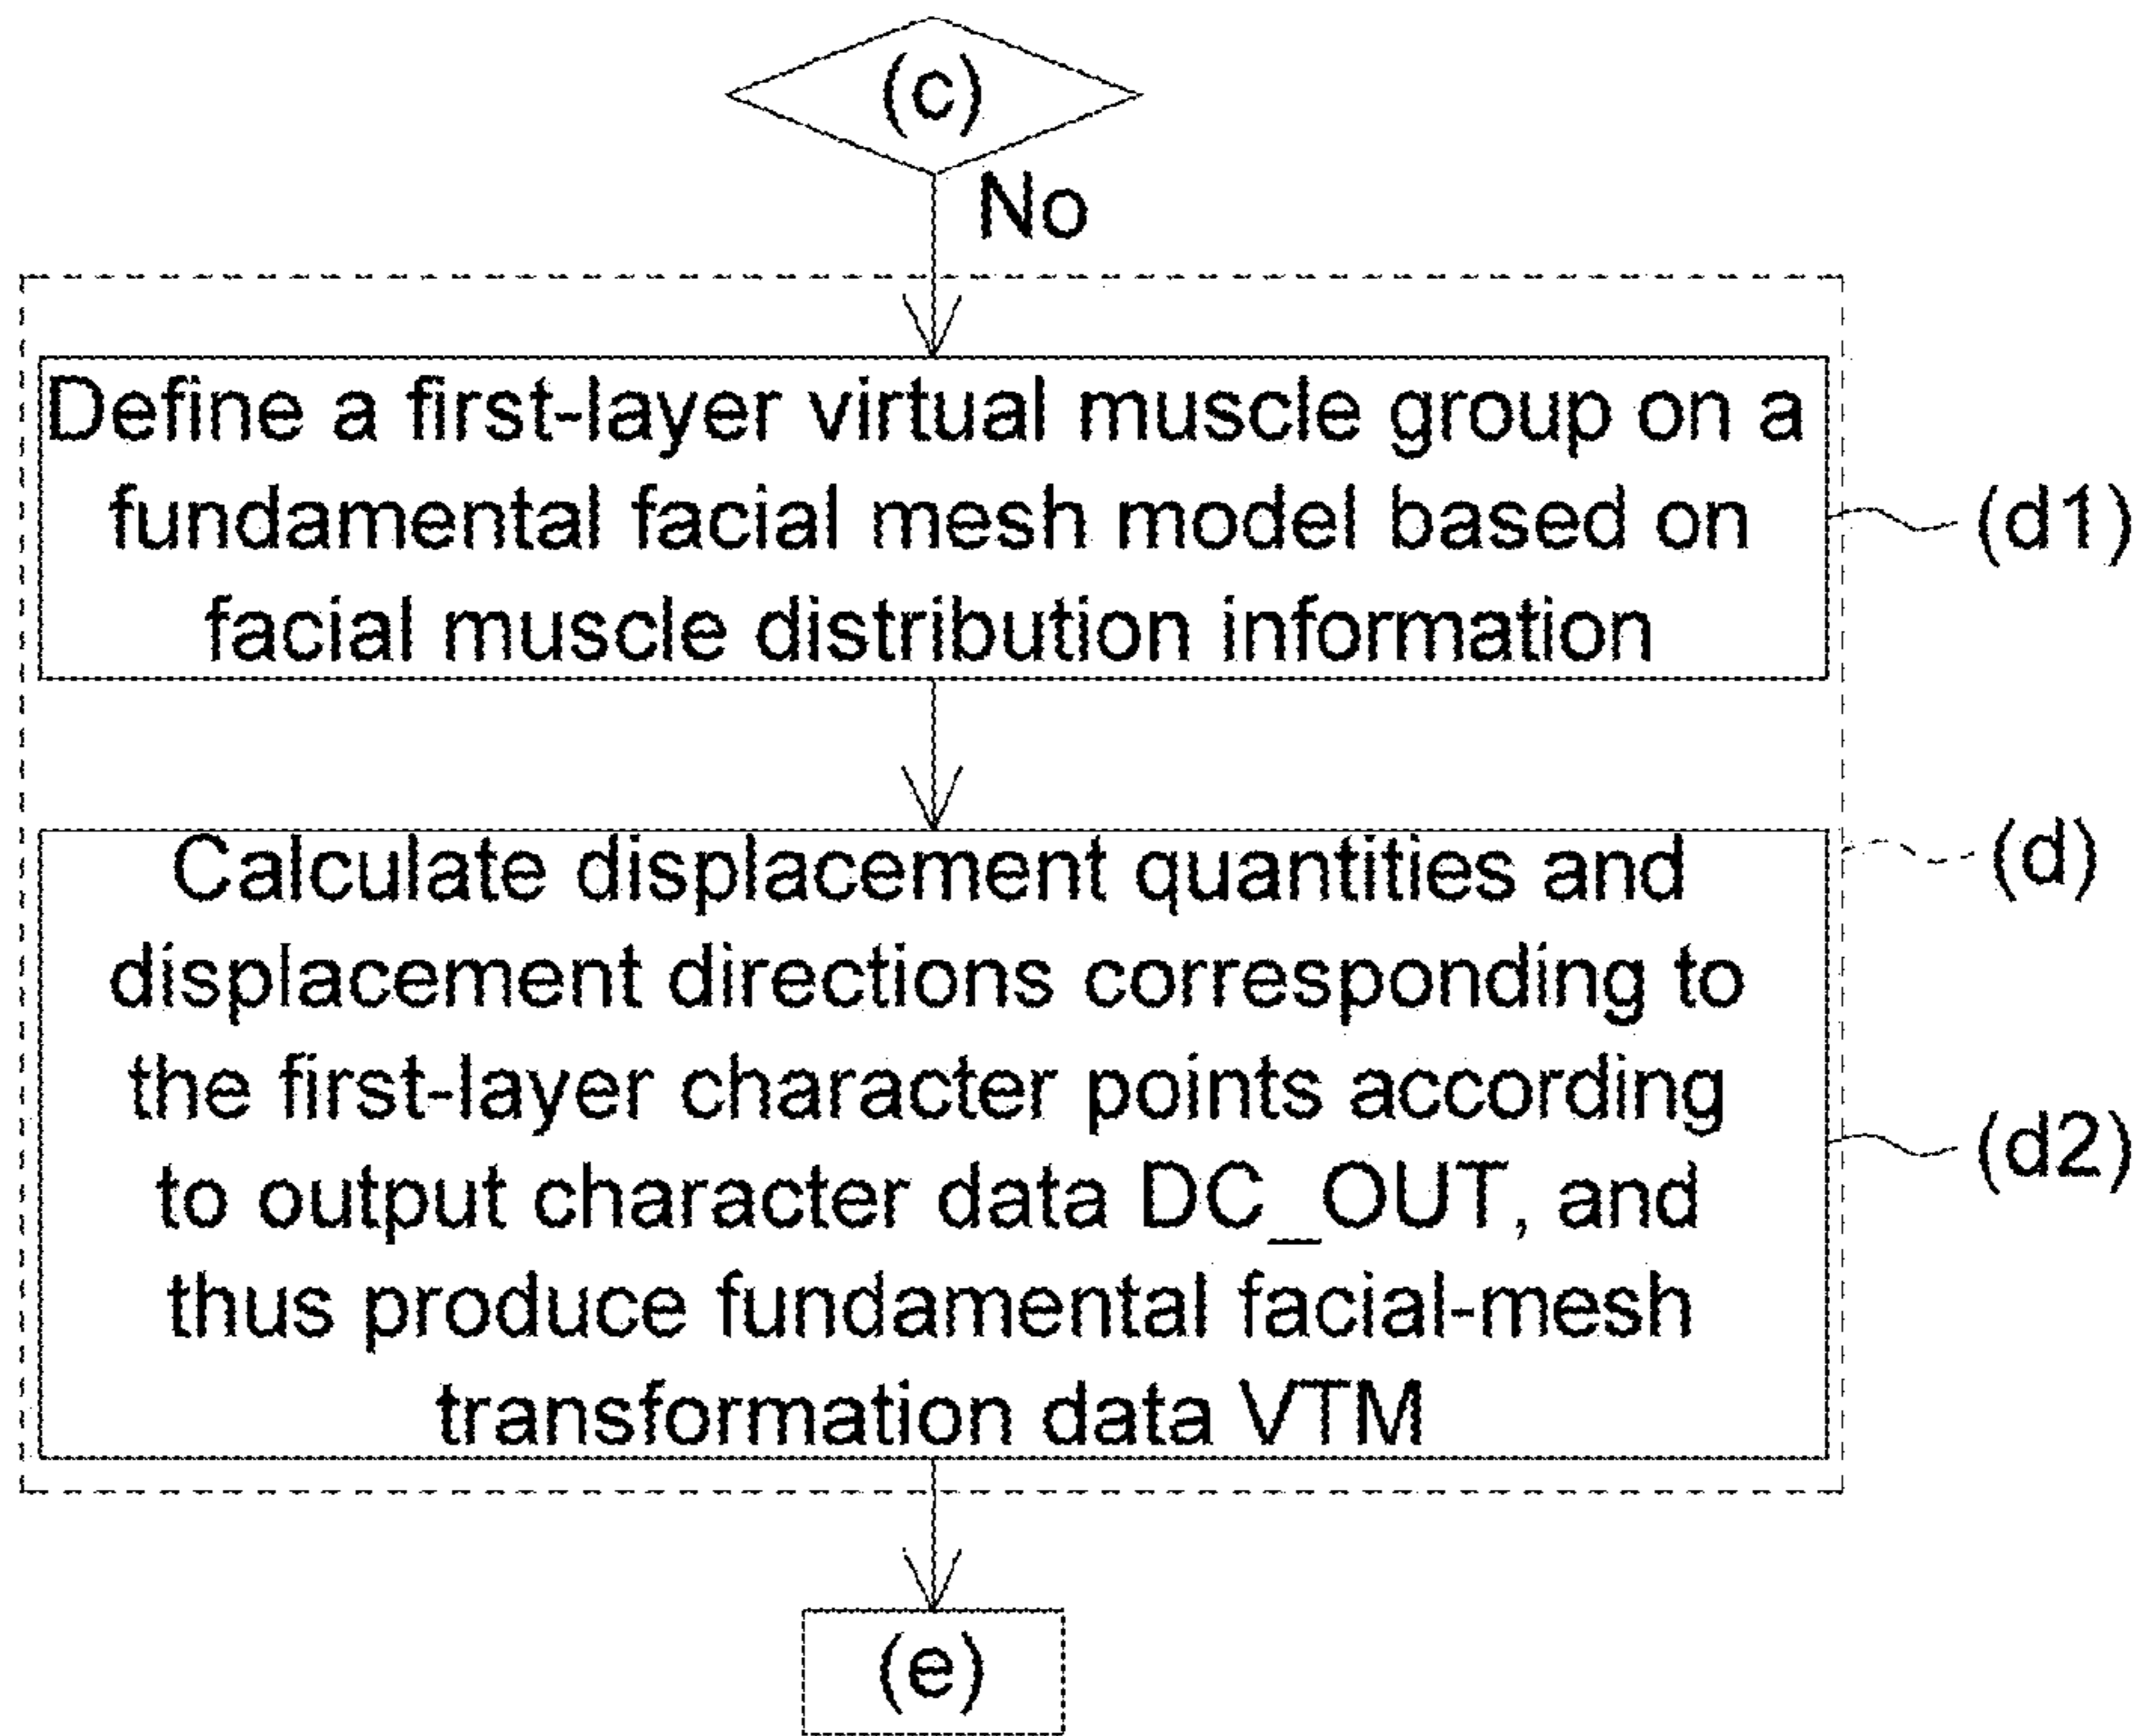 (c)
No
Define a first-layer virtual muscle group on a
fundamental facial mesh model based on
facial muscle distribution information
(d1)
Calculate displacement quantities and
displacement directions corresponding to
the first-layer character points according
to output character data DC_OUT, and
thus produce fundamental facial-mesh
transformation data VTM
(d)
(d2)
(e)